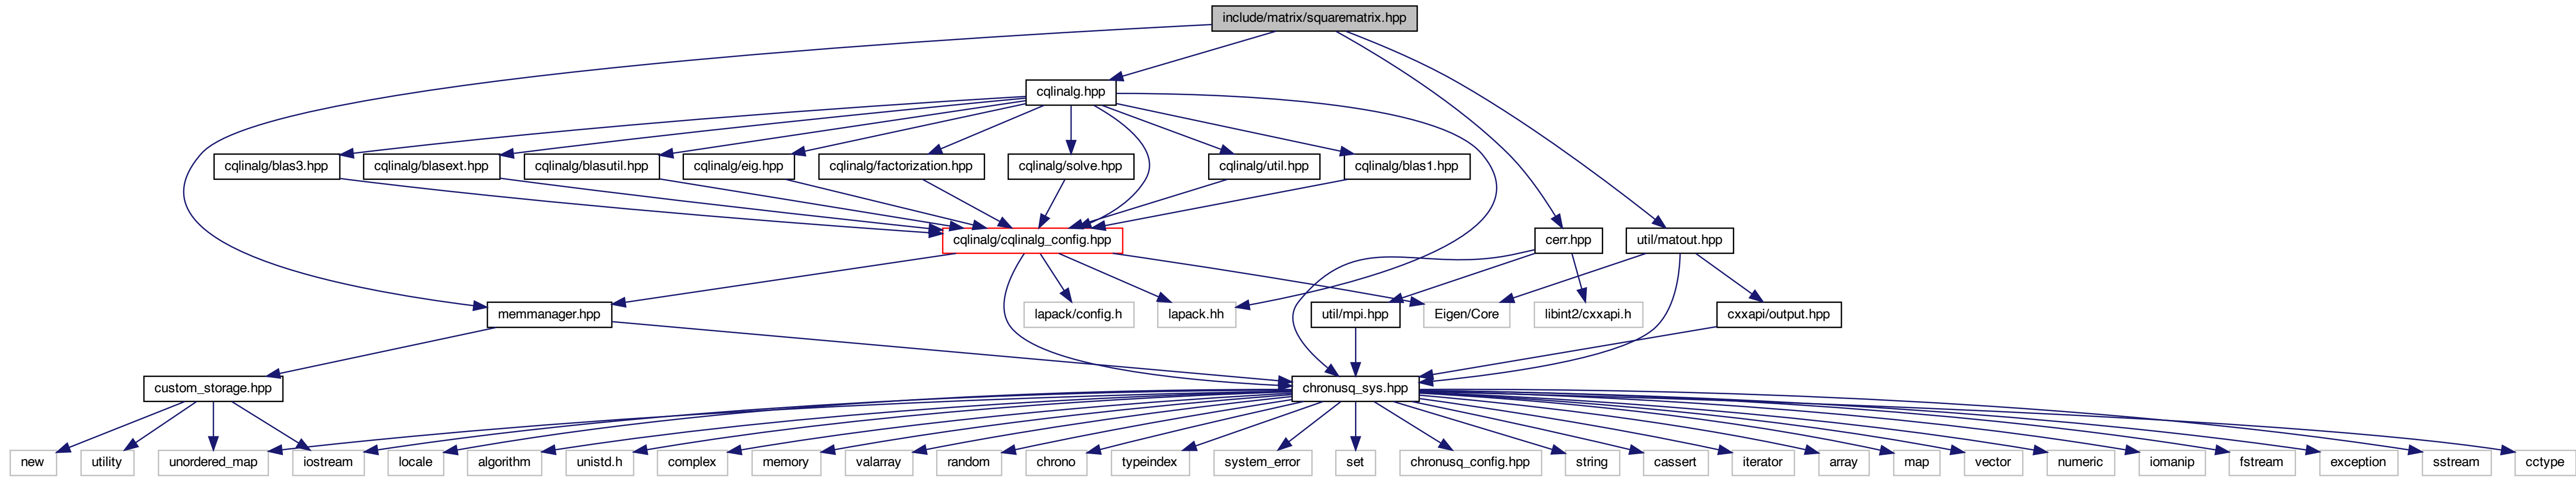 include/matrix/squarematrix.hpp
cqlinalg.hpp
cqlinalg/blas3.hpp
cqlinalg/blasext.hpp
cqlinalg/blasutil.hpp
cqlinalg/eig.hpp
cqlinalg/factorization.hpp
cqlinalg/solve.hpp
cqlinalg/util.hpp
cqlinalg/blas1.hpp
cqlinalg/cqlinalg_config.hpp
cerr.hpp
util/matout.hpp
memmanager.hpp
lapack/config.h
lapack.hh
util/mpi.hpp
Eigen/Core
libint2/cxxapi.h
cxxapi/output.hpp
custom_storage.hpp
chronusq_sys.hpp
new
utility
unordered_map
iostream
locale
algorithm
unistd.h
complex
memory
valarray
random
chrono
typeindex
system_error
set
chronusq_config.hpp
string
cassert
iterator
array
map
vector
numeric
iomanip
fstream
exception
sstream
cctype